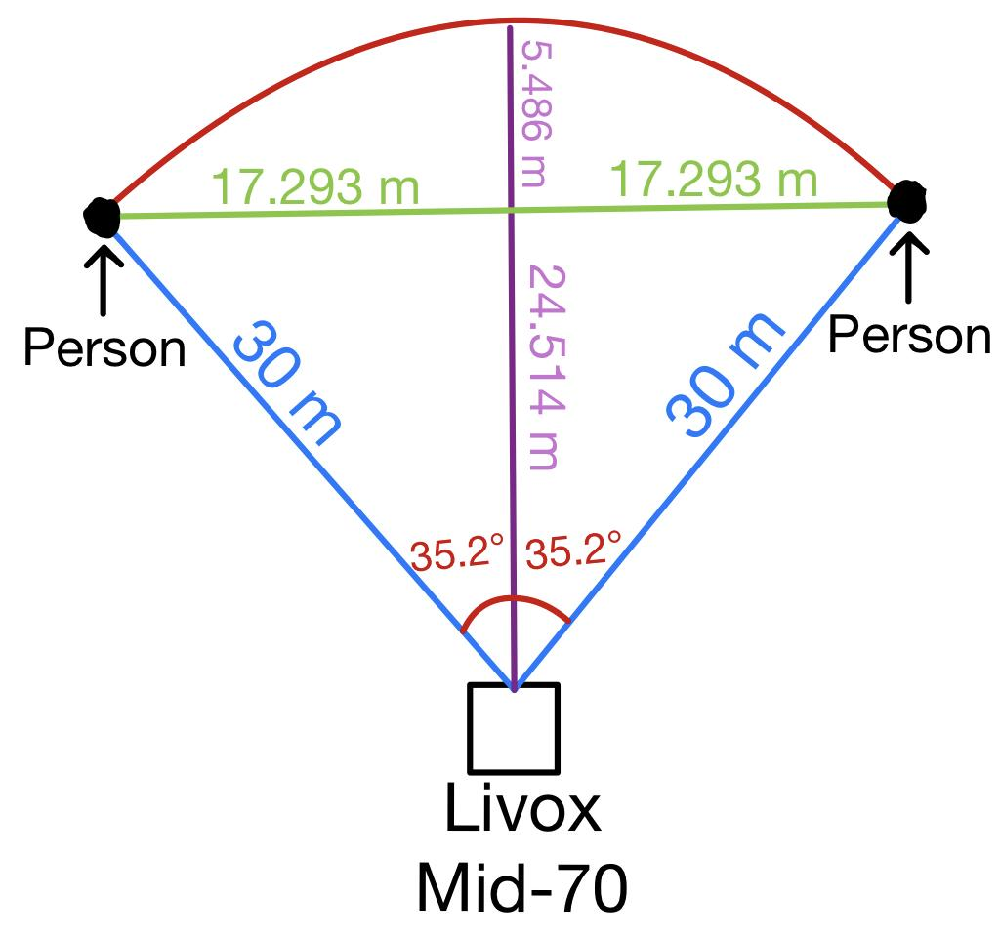 5.486 m
17.293 m
17.293 m
24.514 m
30 m
30 m
Person
Person
35.2°
35.2°
Livox
Mid-70